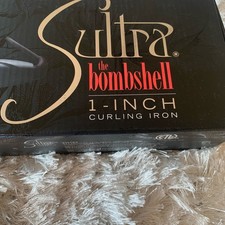 Sultra®
the
bombshell
1-INCH
CURLING IRON